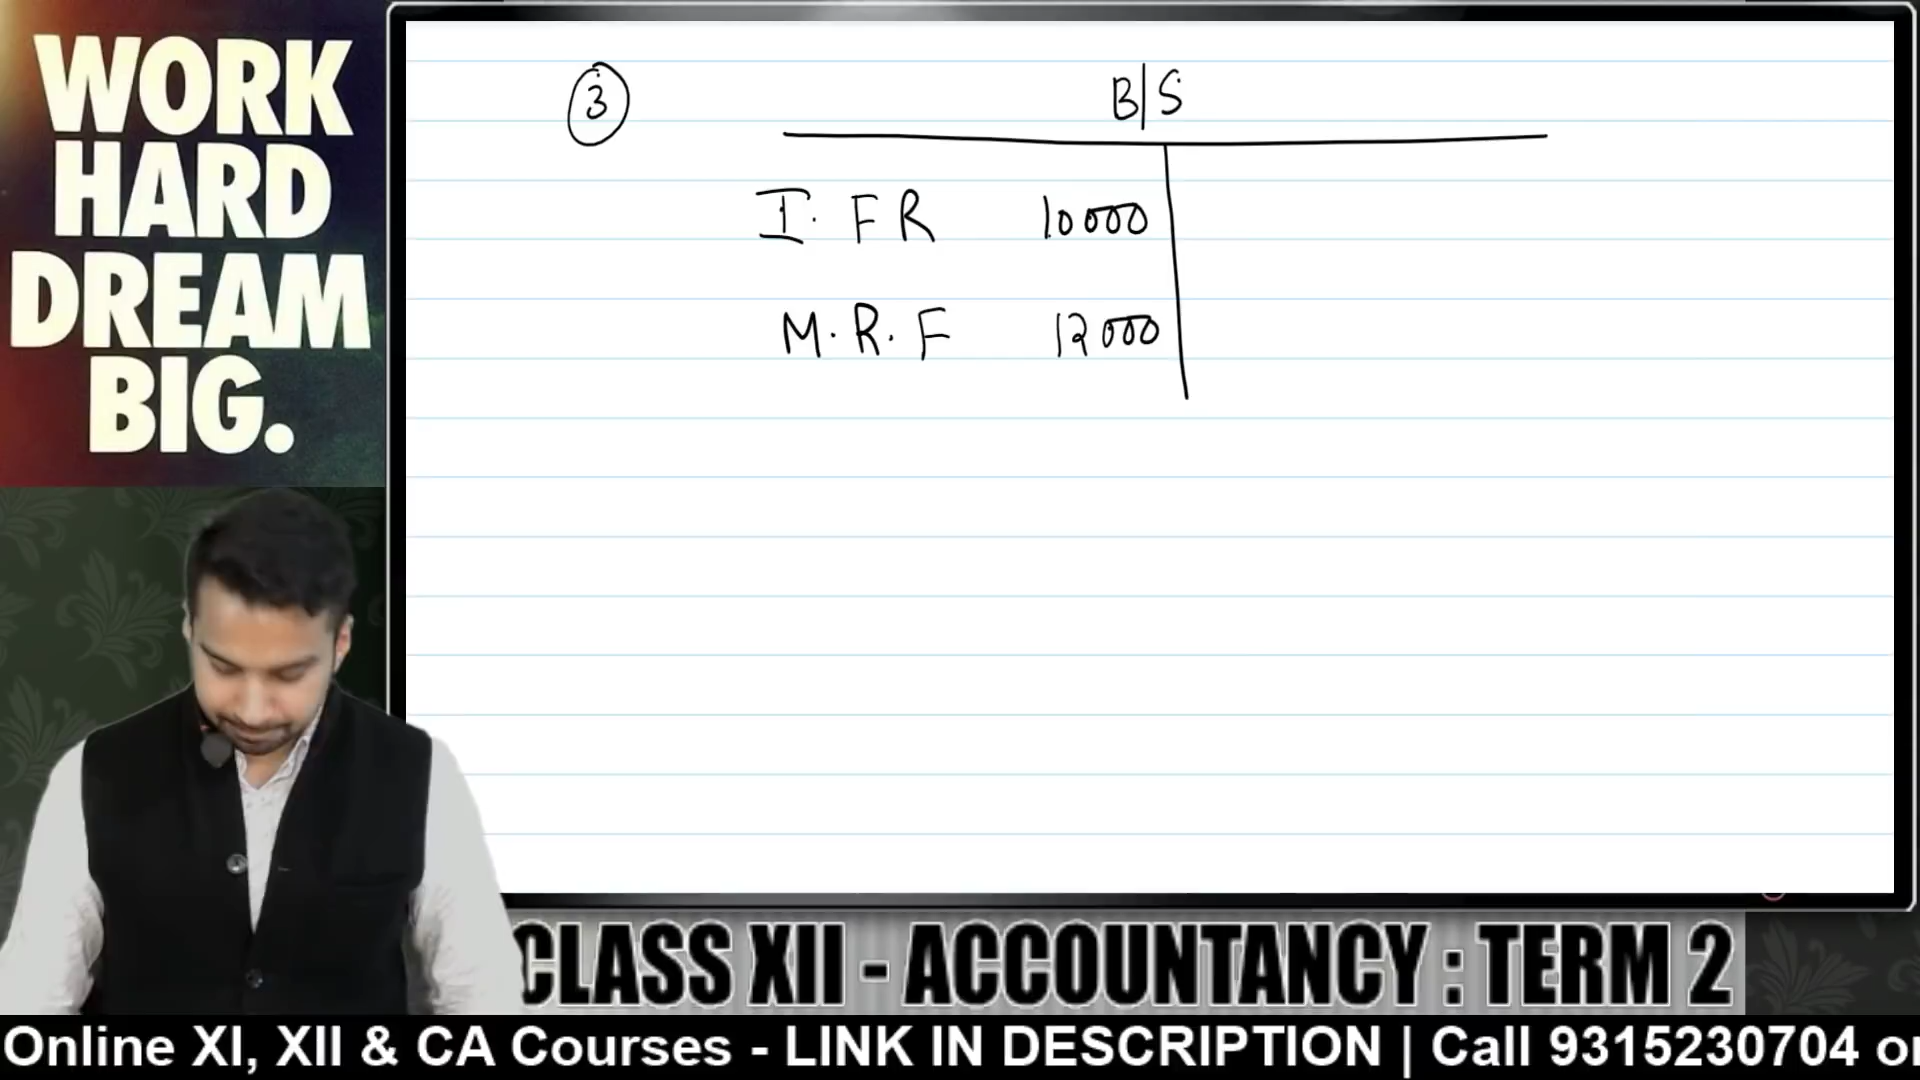 WORK
HARD
DREAM
BIG.
3 B/S
I. F R 10000
M. R. F 12000
CLASS XII - ACCOUNTANCY : TERM 2
Online XI, XII & CA Courses - LINK IN DESCRIPTION | Call 9315230704 or